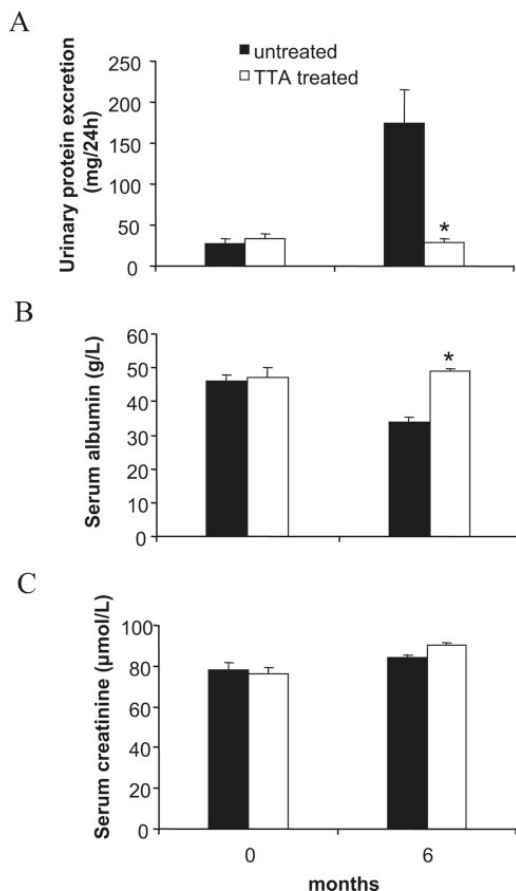 A
untreated
TTA treated
Urinary protein excretion
(mg/24h)
250
200
150
100
50
0
*
B
Serum albumin (g/L)
60
50
40
30
20
10
0
*
C
Serum creatinine (µmol/L)
100
80
60
40
20
0
0
6
months